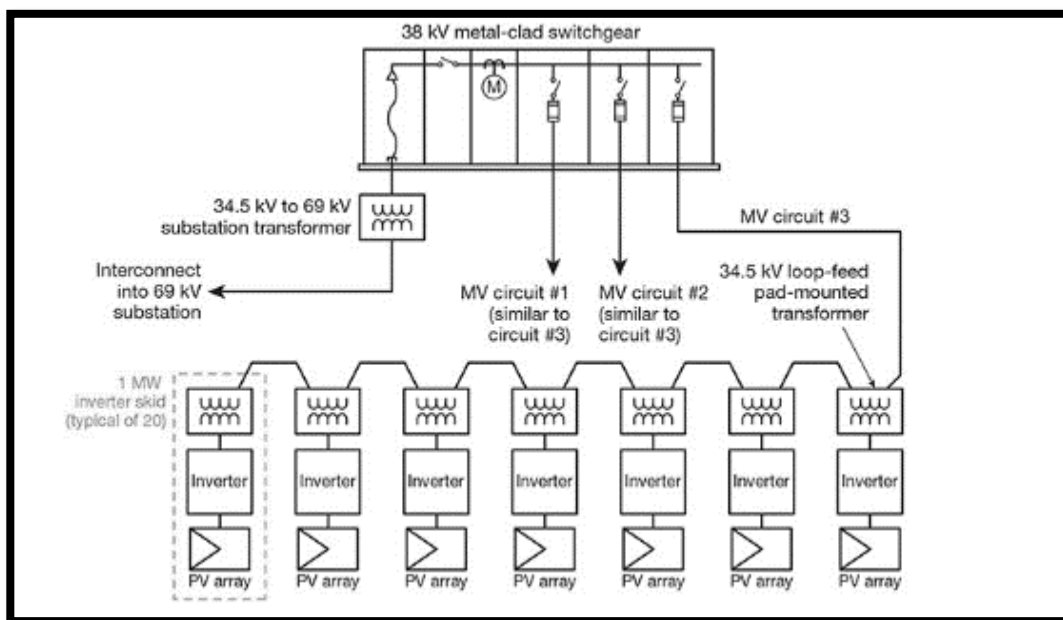 38 kV metal-clad switchgear
M
34.5 kV to 69 kV
substation transformer
MV circuit #3
Interconnect
into 69 kV
substation
MV circuit #1
(similar to
circuit #3)
MV circuit #2
(similar to
circuit #3)
34.5 kV loop-feed
pad-mounted
transformer
1 MW
inverter skid
(typical of 20)
Inverter
Inverter
Inverter
Inverter
Inverter
Inverter
Inverter
PV array
PV array
PV array
PV array
PV array
PV array
PV array